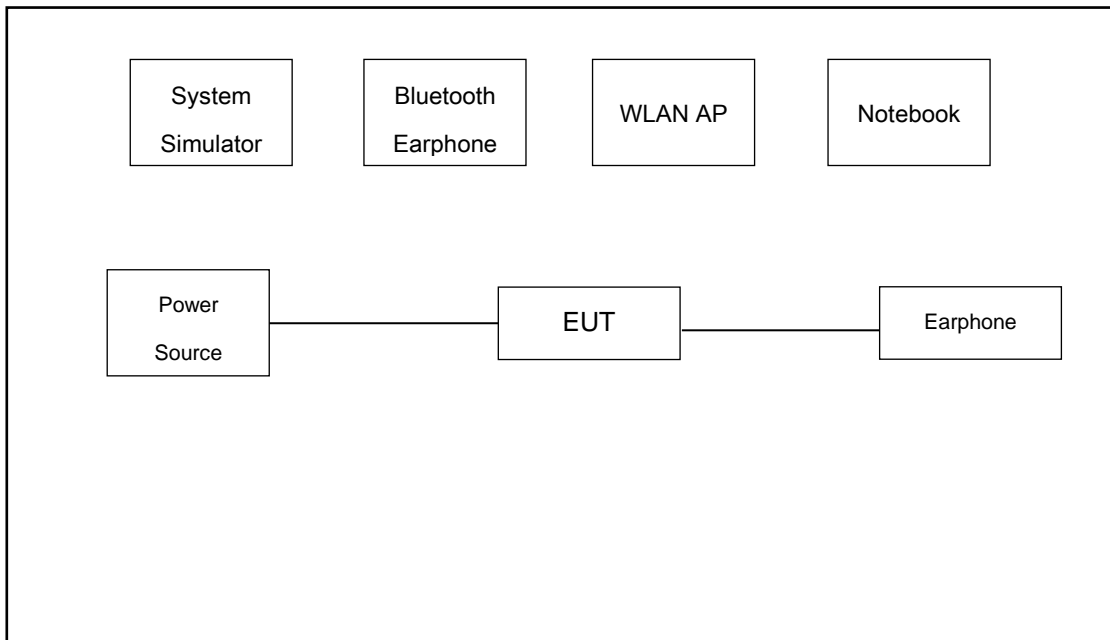 System
Simulator
Bluetooth
Earphone
WLAN AP
Notebook
Power
Source
EUT
Earphone